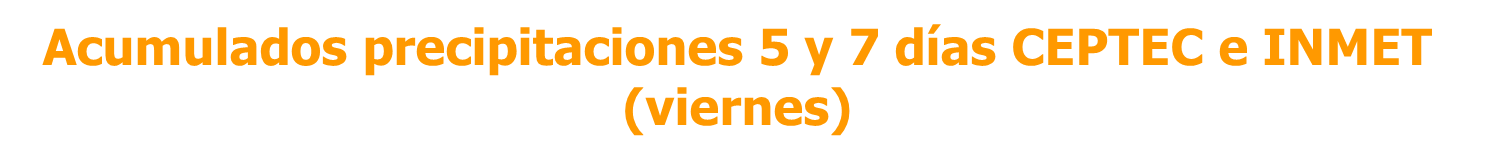 Acumulados precipitaciones 5 y 7 días CEPTEC e INMET
(viernes)